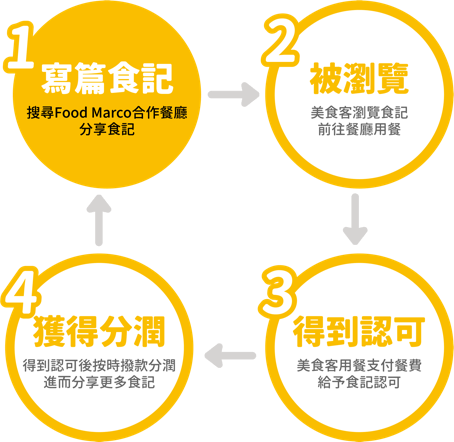 1
寫篇食記
搜尋Food Marco合作餐廳
分享食記
2
被瀏覽
美食客瀏覽食記
前往餐廳用餐
3
得到認可
美食客用餐支付餐費
給予食記認可
4
獲得分潤
得到認可後按時撥款分潤
進而分享更多食記